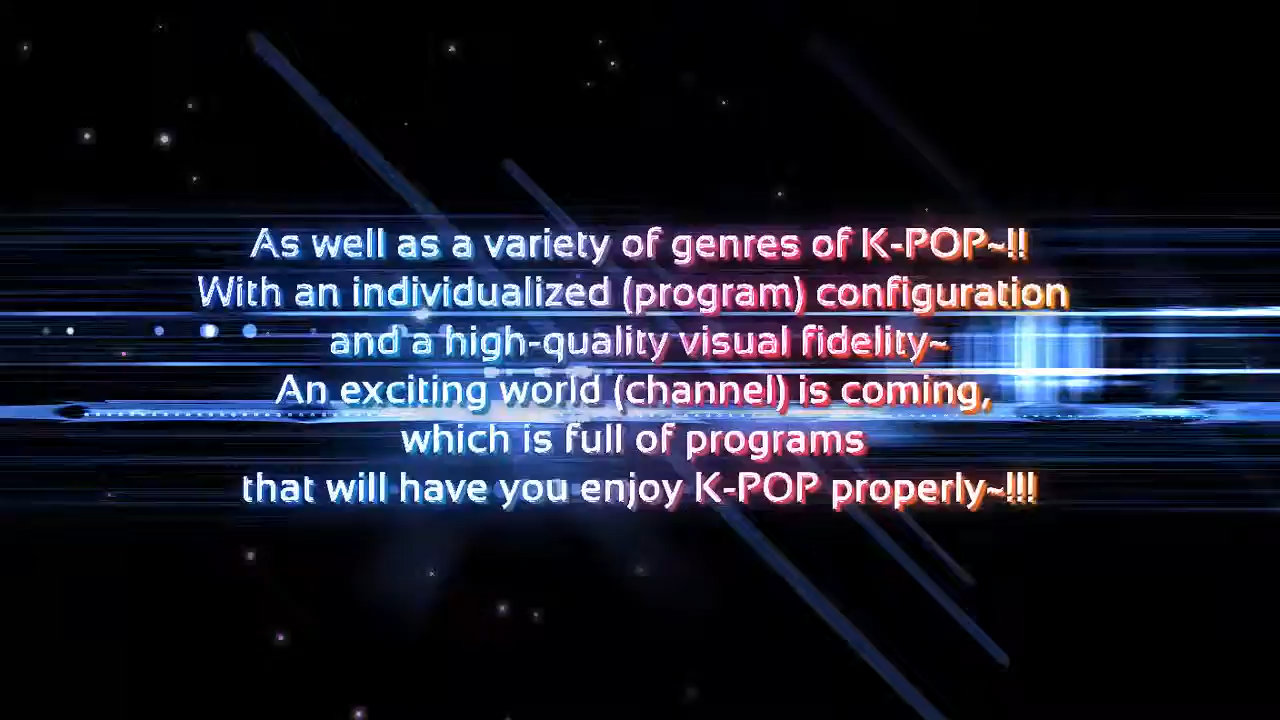 As well as a variety of genres of K-POP~!!
With an individualized (program) configuration
and a high-quality visual fidelity~
An exciting world (channel) is coming,
which is full of programs
that will have you enjoy K-POP properly~!!!